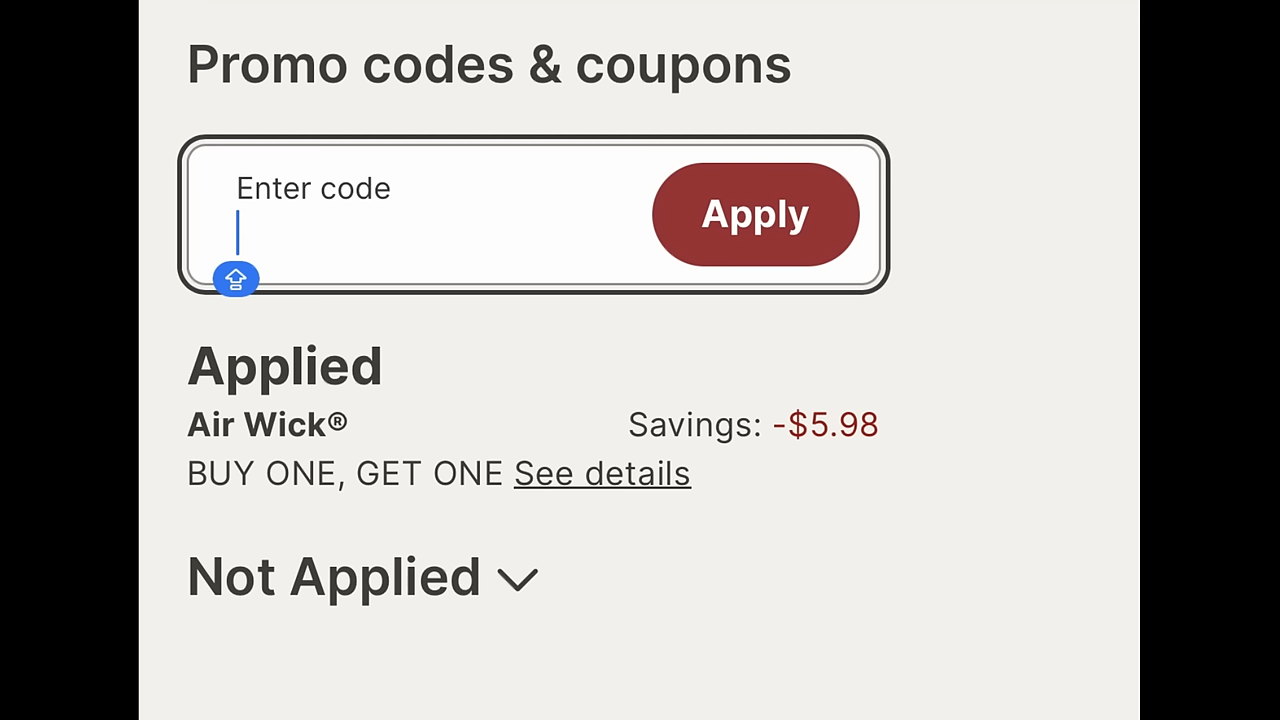 Promo codes & coupons
Enter code
Apply
Applied
Air Wick® Savings: -$5.98
BUY ONE, GET ONE See details
Not Applied